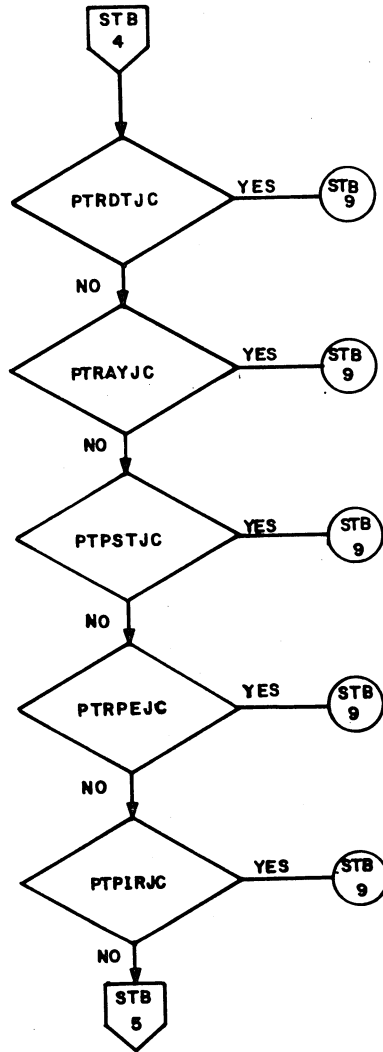 STB
4
PTRDTJC
YES
STB
9
NO
PTRAYJC
YES
STB
9
NO
PTPSTJC
YES
STB
9
NO
PTRPEJC
YES
STB
9
NO
PTPIRJC
YES
STB
9
NO
STB
5